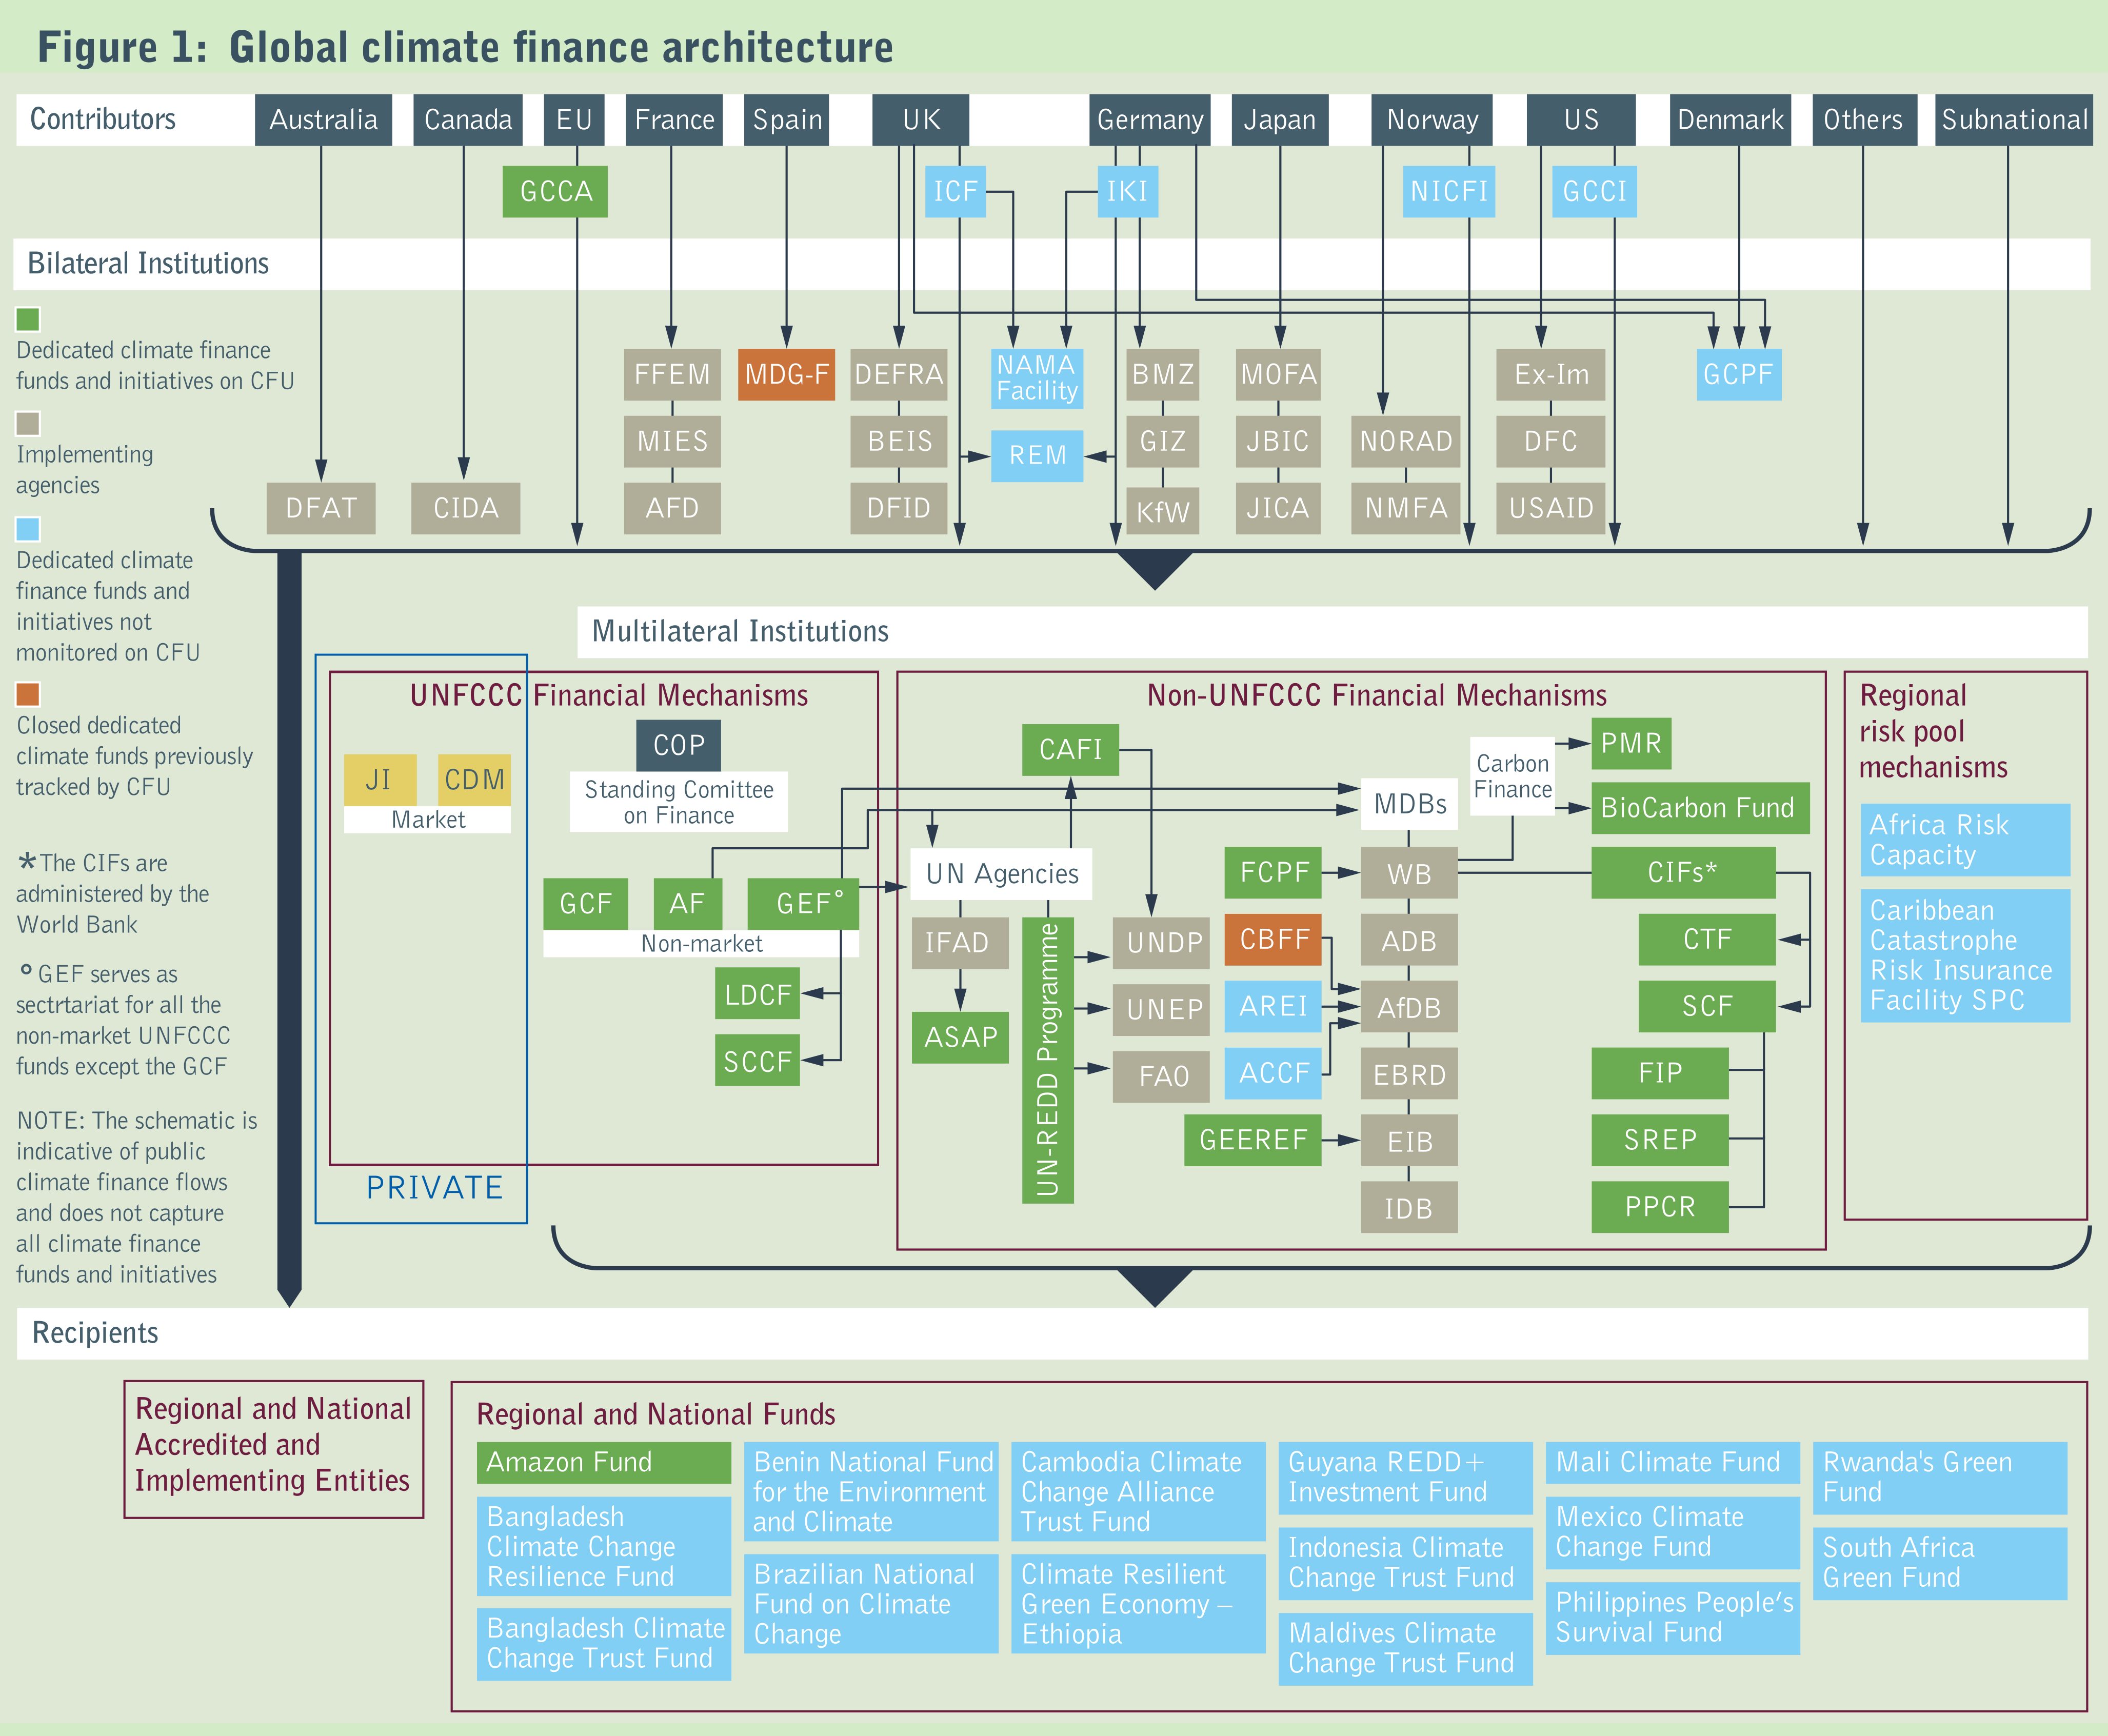 Figure 1: Global climate finance architecture
Contributors
Australia
Canada
EU
France
Spain
UK
Germany
Japan
Norway
US
Denmark
Others
Subnational
GCCA
ICF
IKI
NICFI
GCCI
Bilateral Institutions
Dedicated climate finance
funds and initiatives on CFU
Implementing
agencies
Dedicated climate
finance funds and
initiatives not
monitored on CFU
Closed dedicated
climate funds previously
tracked by CFU
*The CIFs are
administered by the
World Bank
°GEF serves as
sectrtariat for all the
non-market UNFCCC
funds except the GCF
NOTE: The schematic is
indicative of public
climate finance flows
and does not capture
all climate finance
funds and initiatives
DFAT
CIDA
FFEM
MIES
AFD
MDG-F
DEFRA
BEIS
DFID
NAMA
Facility
REM
BMZ
GIZ
KfW
MOFA
JBIC
JICA
NORAD
NMFA
Ex-Im
DFC
USAID
GCPF
Multilateral Institutions
UNFCCC Financial Mechanisms
JI
CDM
Market
COP
Standing Comittee
on Finance
GCF
AF
GEF°
Non-market
LDCF
SCCF
PRIVATE
Non-UNFCCC Financial Mechanisms
CAFI
UN Agencies
IFAD
ASAP
UN-REDD Programme
UNDP
UNEP
FAO
FCPF
CBFF
AREI
ACCF
GEEREF
MDBs
WB
ADB
AfDB
EBRD
EIB
IDB
Carbon
Finance
PMR
BioCarbon Fund
CIFs*
CTF
SCF
FIP
SREP
PPCR
Regional
risk pool
mechanisms
Africa Risk
Capacity
Caribbean
Catastrophe
Risk Insurance
Facility SPC
Recipients
Regional and National
Accredited and
Implementing Entities
Regional and National Funds
Amazon Fund
Bangladesh
Climate Change
Resilience Fund
Bangladesh Climate
Change Trust Fund
Benin National Fund
for the Environment
and Climate
Brazilian National
Fund on Climate
Change
Cambodia Climate
Change Alliance
Trust Fund
Climate Resilient
Green Economy –
Ethiopia
Guyana REDD+
Investment Fund
Indonesia Climate
Change Trust Fund
Maldives Climate
Change Trust Fund
Mali Climate Fund
Mexico Climate
Change Fund
Philippines People's
Survival Fund
Rwanda's Green
Fund
South Africa
Green Fund